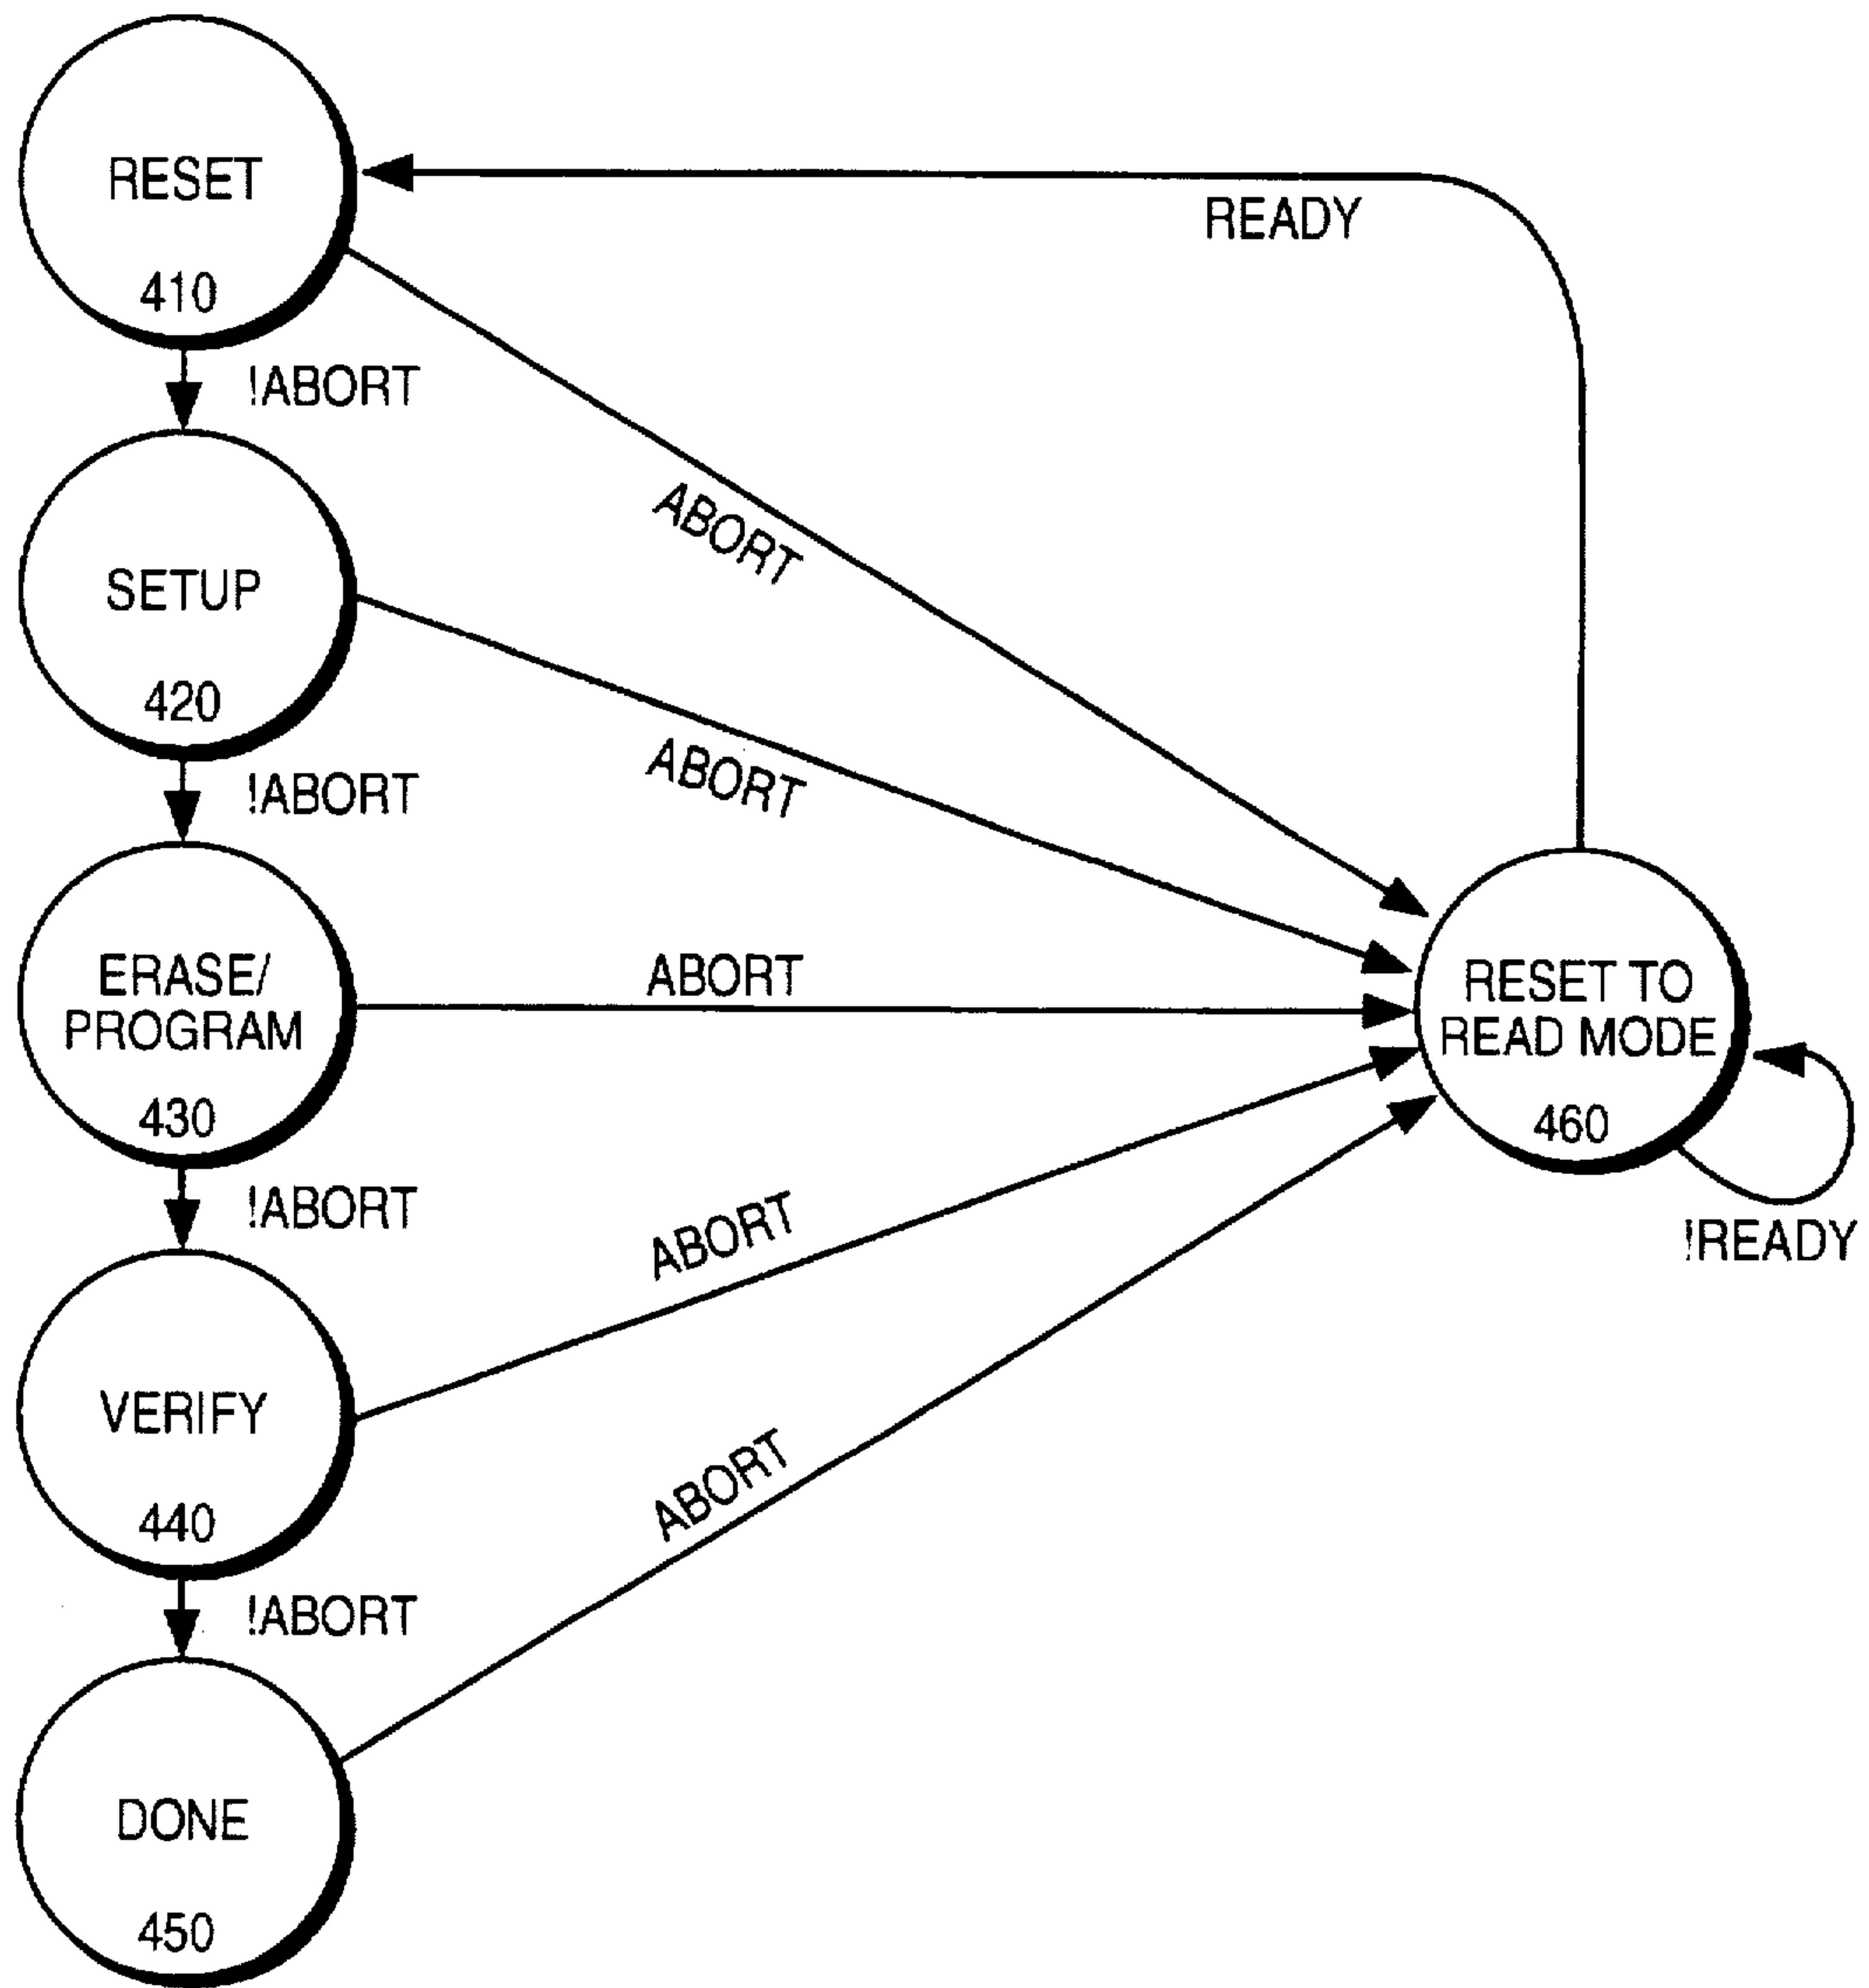 RESET
410
READY
!ABORT
ABORT
SETUP
420
ABORT
!ABORT
ERASE/
PROGRAM
430
ABORT
RESET TO
READ MODE
460
!READY
!ABORT
ABORT
VERIFY
440
ABORT
!ABORT
DONE
450